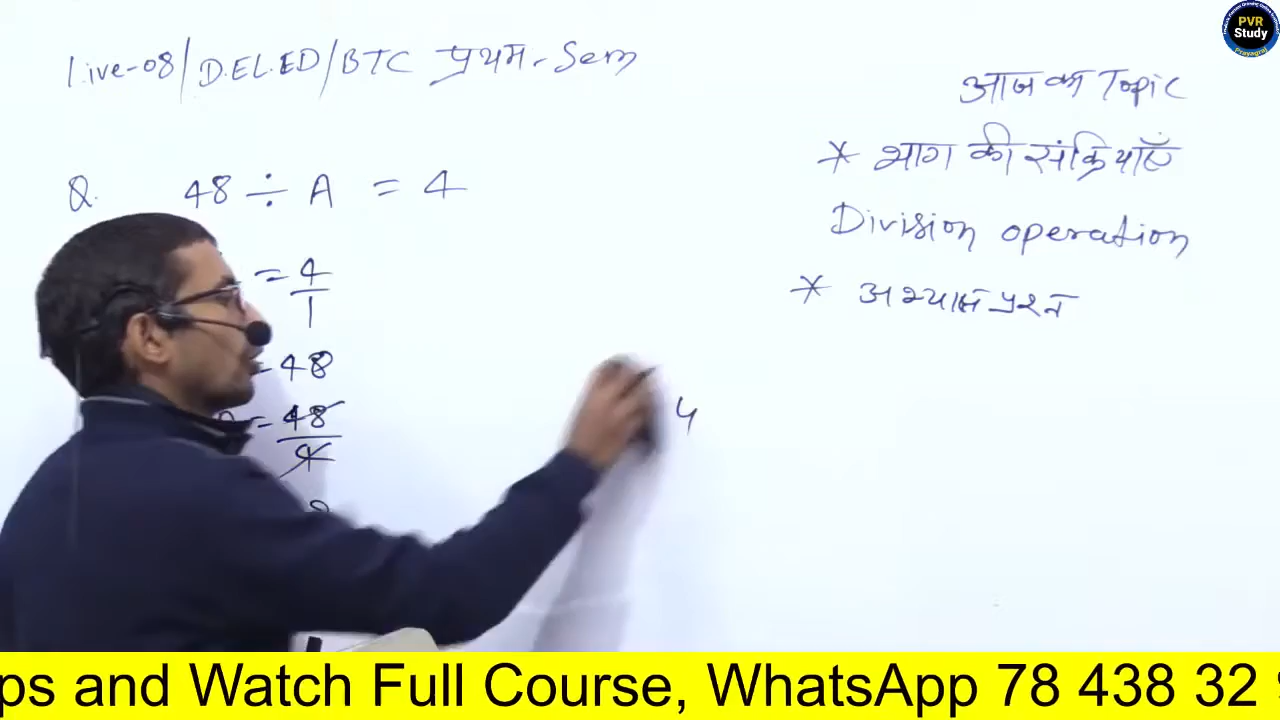 Live-08/D.EL.ED/BTC प्रथम - Sem
Q. 48 ÷ A = 4
= 4/1
= 48
= 48/4
4
आज का Topic
* भाग की संक्रियाएँ
Division operation
* अभ्यास प्रश्न
PVR
Study
Prayagraj
ps and Watch Full Course, WhatsApp 78 438 32